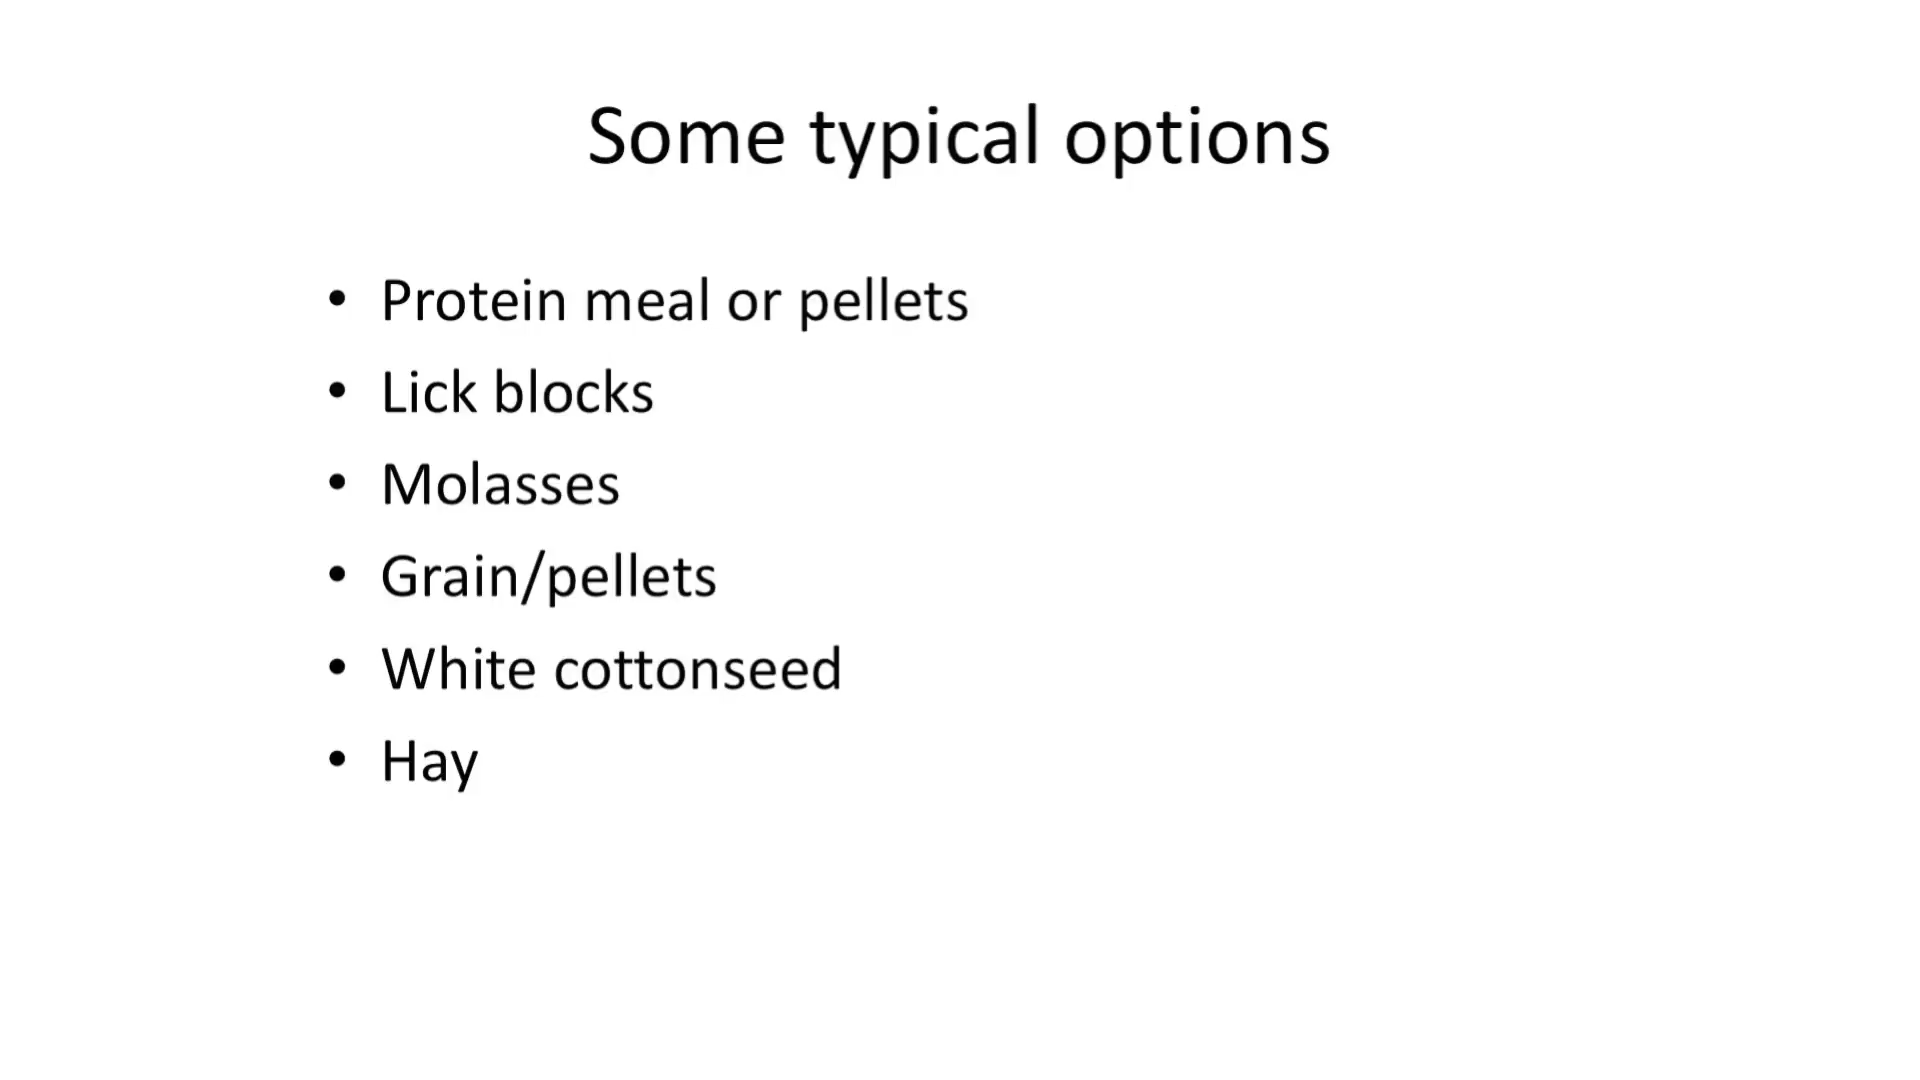 Some typical options
• Protein meal or pellets
• Lick blocks
• Molasses
• Grain/pellets
• White cottonseed
• Hay